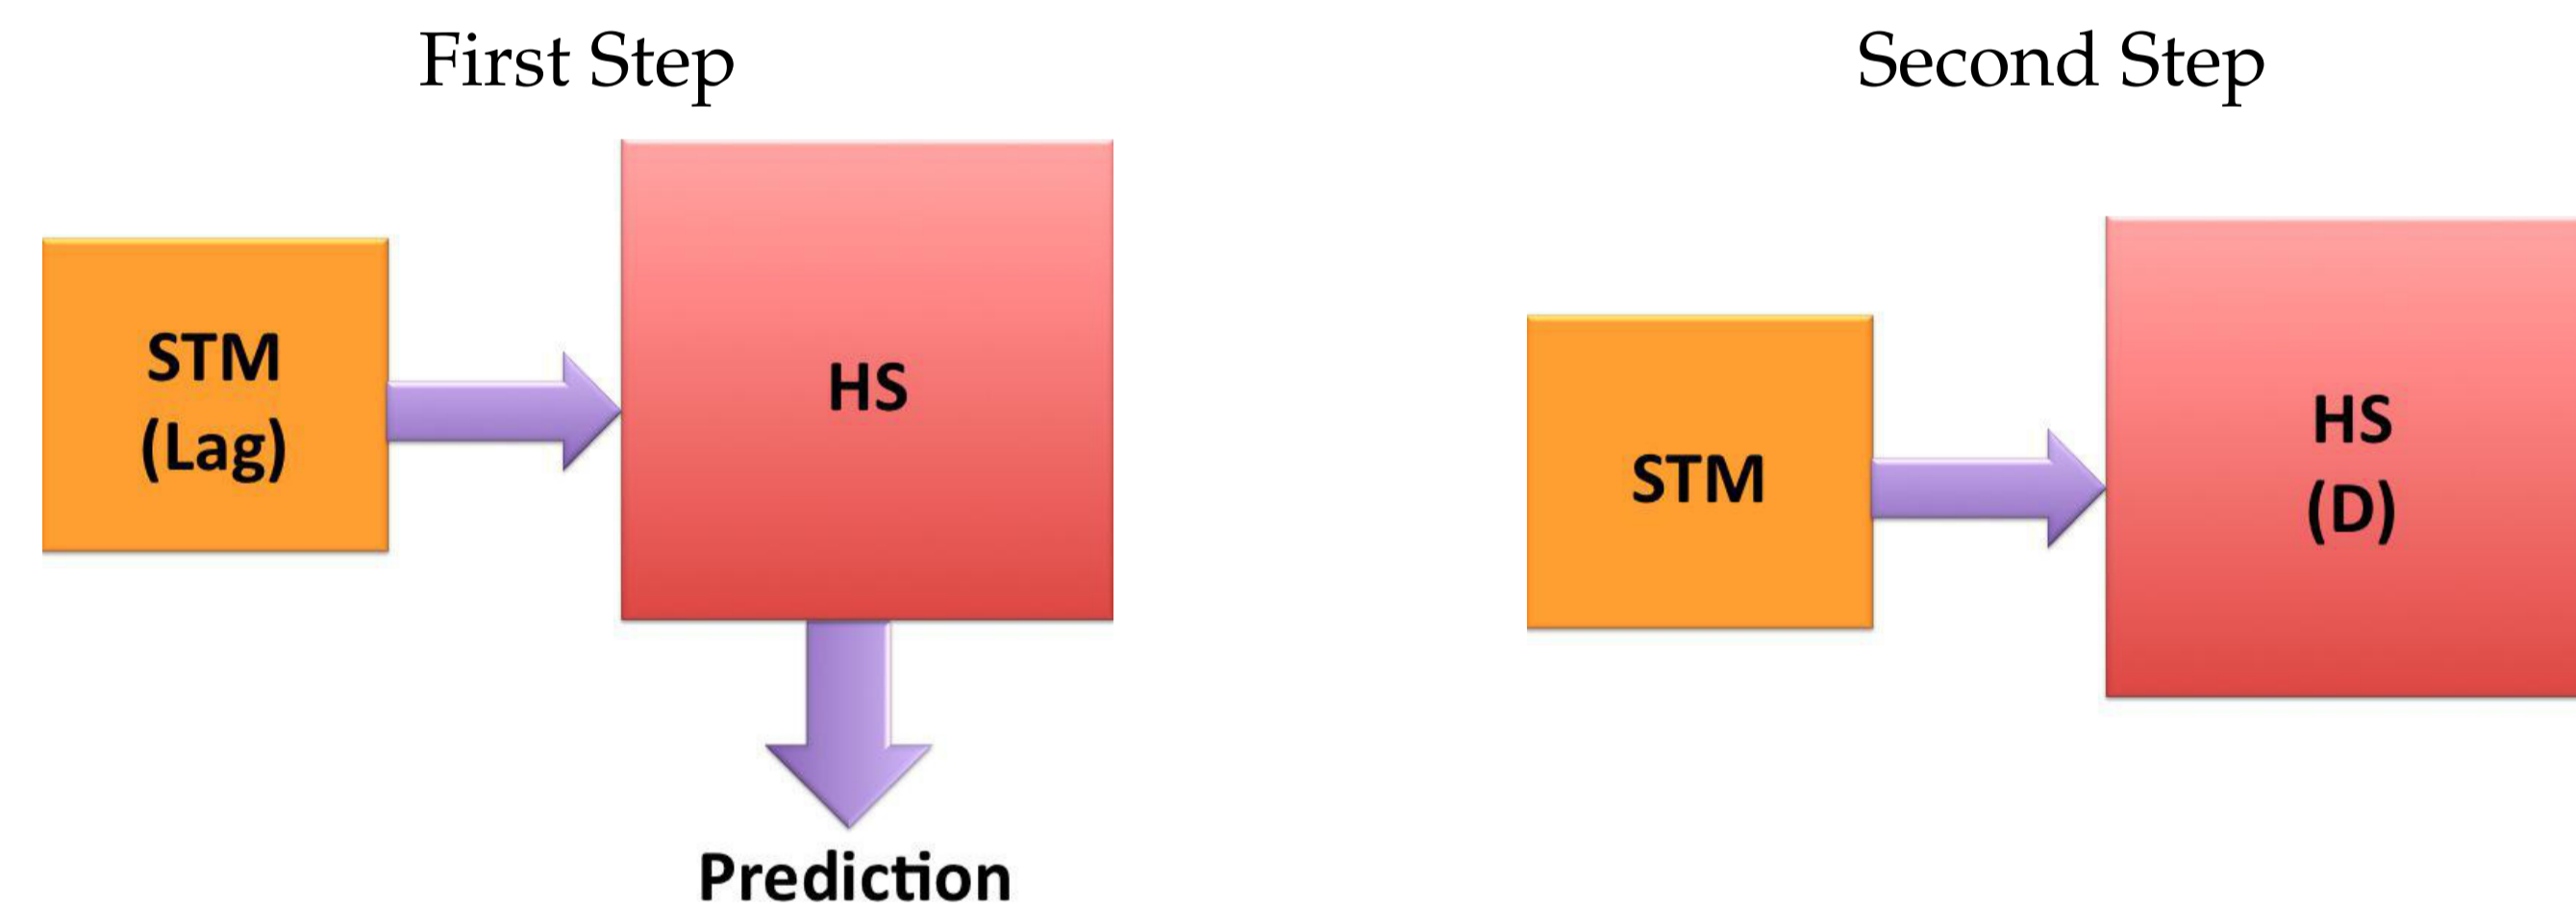 First Step
STM
(Lag)
HS
Prediction
Second Step
STM
HS
(D)